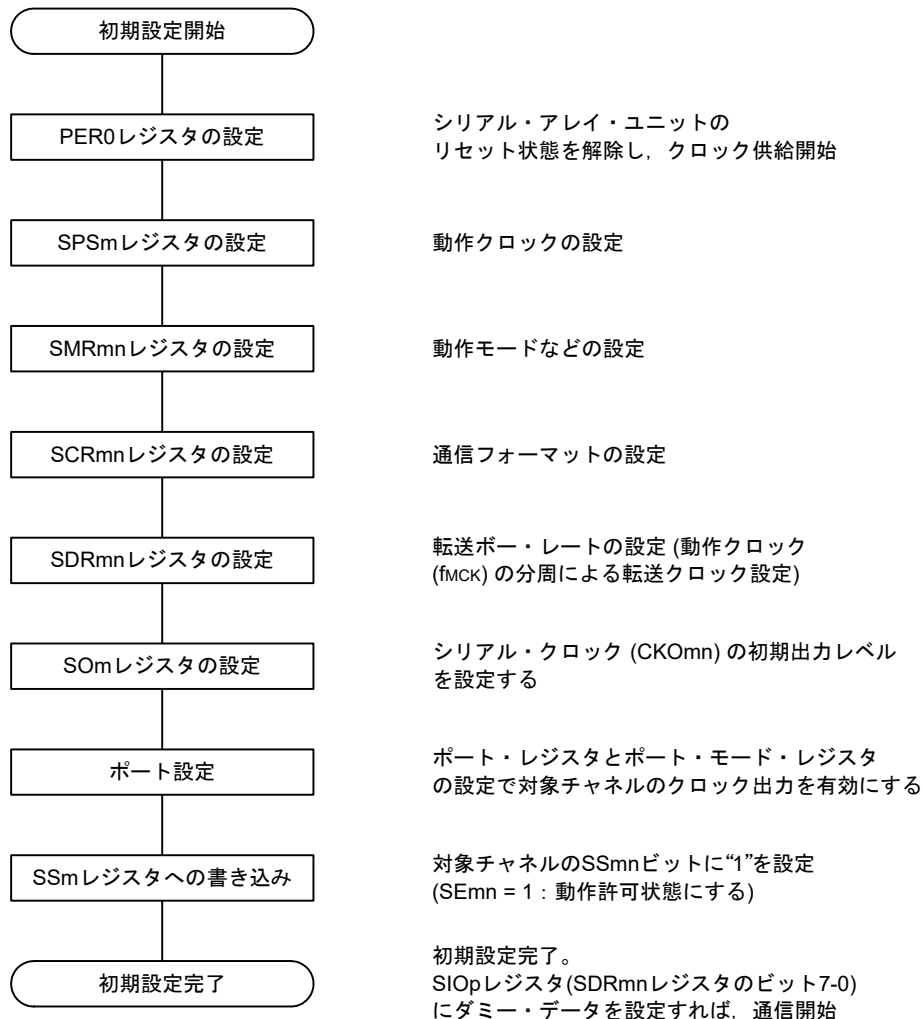 初期設定開始
PER0レジスタの設定
シリアル・アレイ・ユニットの
リセット状態を解除し，クロック供給開始
SPSmレジスタの設定
動作クロックの設定
SMRmnレジスタの設定
動作モードなどの設定
SCRmnレジスタの設定
通信フォーマットの設定
SDRmnレジスタの設定
転送ボー・レートの設定 (動作クロック
(fMCK) の分周による転送クロック設定)
SOmレジスタの設定
シリアル・クロック (CKOmn) の初期出力レベル
を設定する
ポート設定
ポート・レジスタとポート・モード・レジスタ
の設定で対象チャネルのクロック出力を有効にする
SSmレジスタへの書き込み
対象チャネルのSSmnビットに“1”を設定
(SEmn = 1：動作許可状態にする)
初期設定完了
初期設定完了。
SIOpレジスタ(SDRmnレジスタのビット7-0)
にダミー・データを設定すれば，通信開始